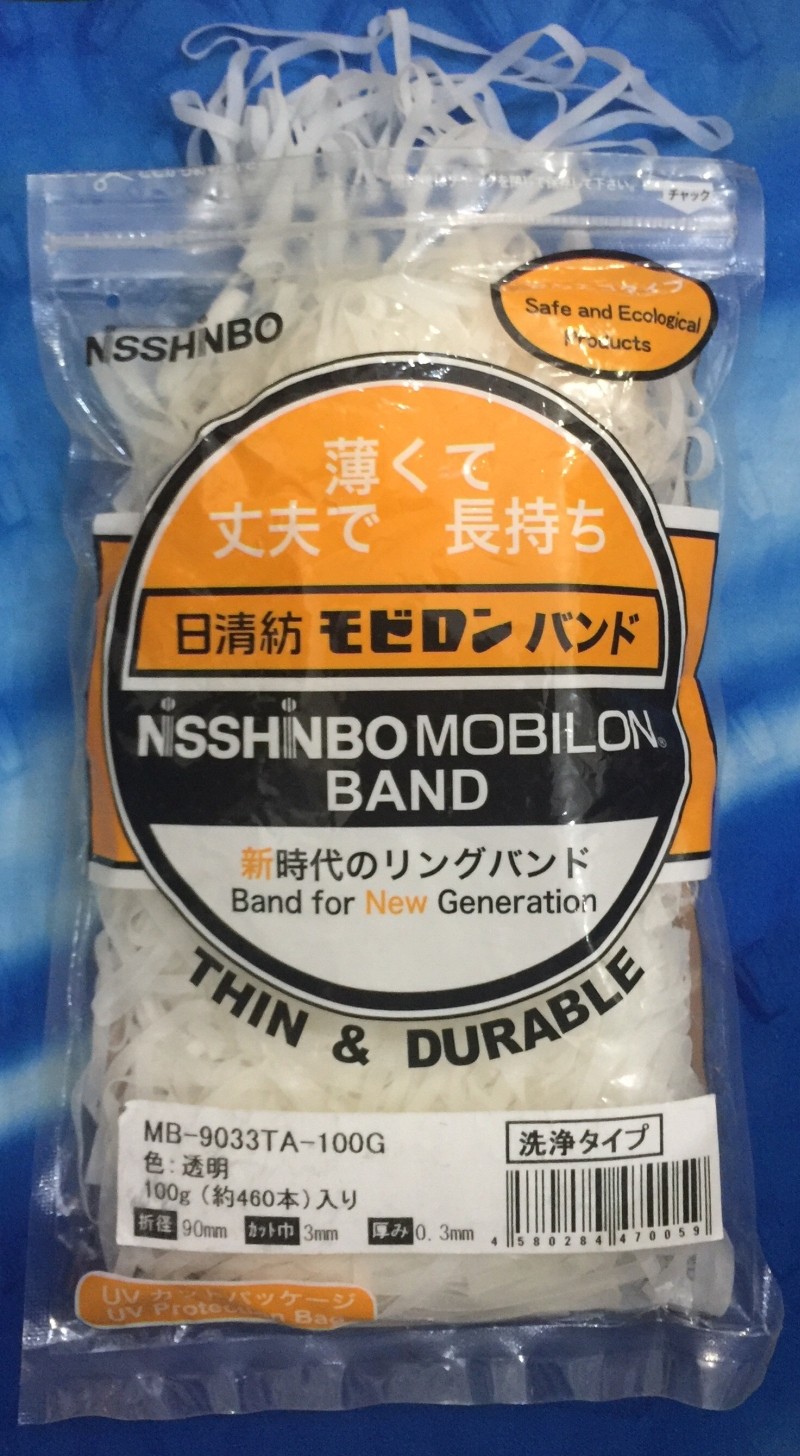 チャック
NISSHINBO
Safe and Ecological
Products
薄くて
丈夫で 長持ち
日清紡 モビロン バンド
NISSHINBO MOBILON®
BAND
新時代のリングバンド
Band for New Generation
THIN & DURABLE
MB-9033TA-100G
洗浄タイプ
色:透明
100g (約460本)入り
折径 90mm カット巾 3mm 厚み 0.3mm
4 580284 470059
UV カットパッケージ
UV Protection Bag